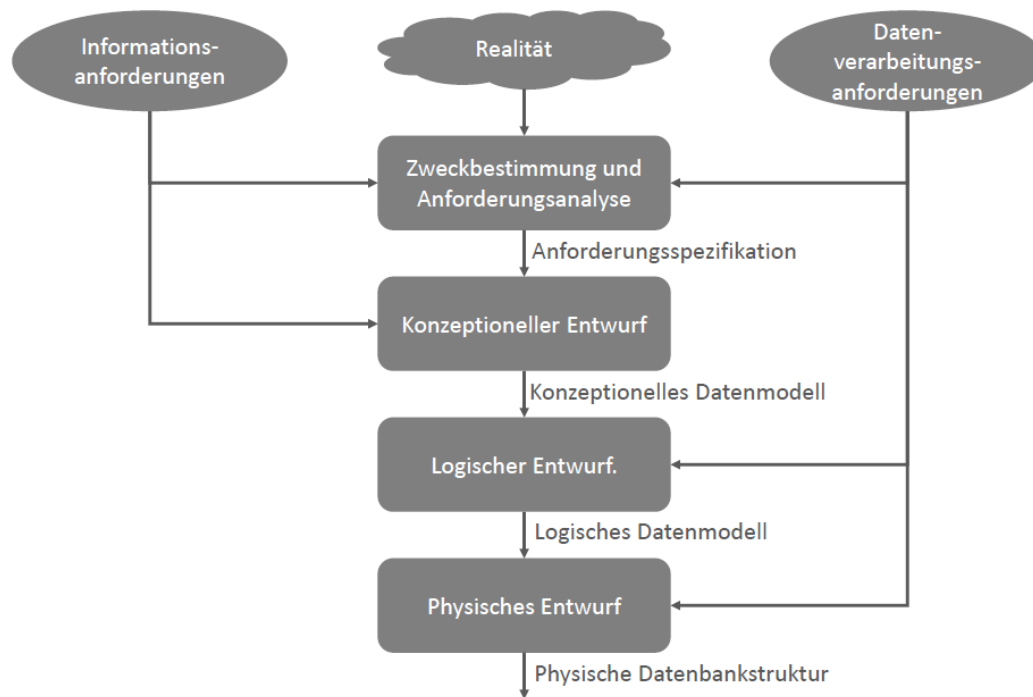 Informations-
anforderungen
Realität
Daten-
verarbeitungs-
anforderungen
Zweckbestimmung und
Anforderungsanalyse
Anforderungsspezifikation
Konzeptioneller Entwurf
Konzeptionelles Datenmodell
Logischer Entwurf.
Logisches Datenmodell
Physisches Entwurf
Physische Datenbankstruktur